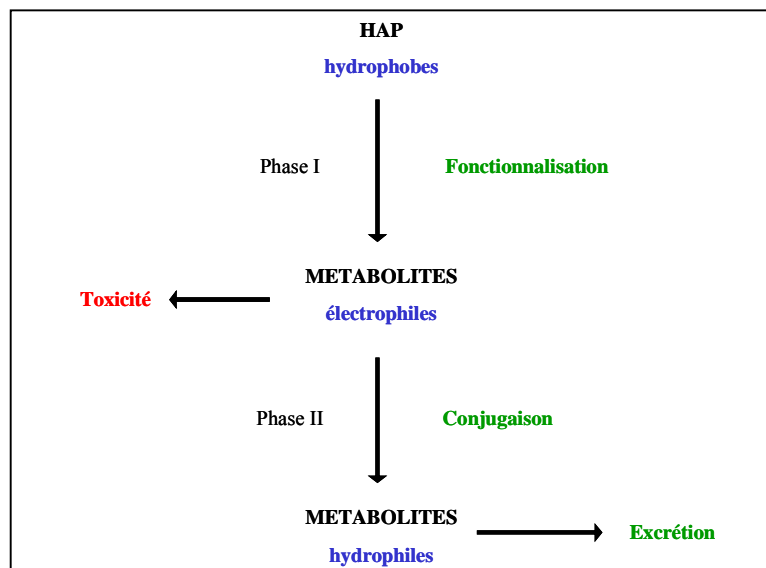 HAP
hydrophobes
Phase I
Fonctionnalisation
METABOLITES
Toxicité
électrophiles
Phase II
Conjugaison
METABOLITES
Excrétion
hydrophiles